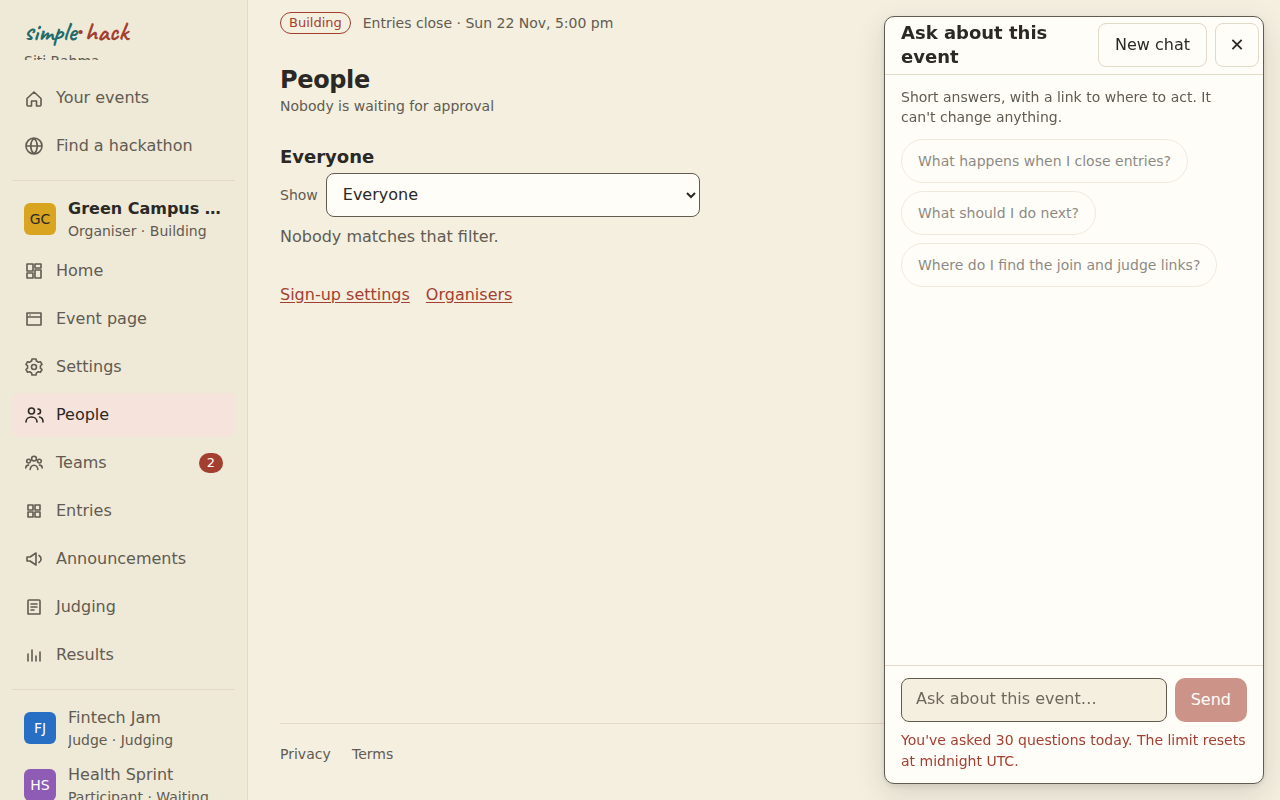 simple·hack
Siti Rahma
Your events
Find a hackathon
GC
Green Campus ...
Organiser · Building
Home
Event page
Settings
People
Teams
2
Entries
Announcements
Judging
Results
FJ
Fintech Jam
Judge · Judging
HS
Health Sprint
Participant · Waiting
Building
Entries close · Sun 22 Nov, 5:00 pm
People
Nobody is waiting for approval
Everyone
Show
Everyone
Nobody matches that filter.
Sign-up settings
Organisers
Privacy
Terms
Ask about this
event
New chat
✕
Short answers, with a link to where to act. It
can't change anything.
What happens when I close entries?
What should I do next?
Where do I find the join and judge links?
Ask about this event...
Send
You've asked 30 questions today. The limit resets
at midnight UTC.